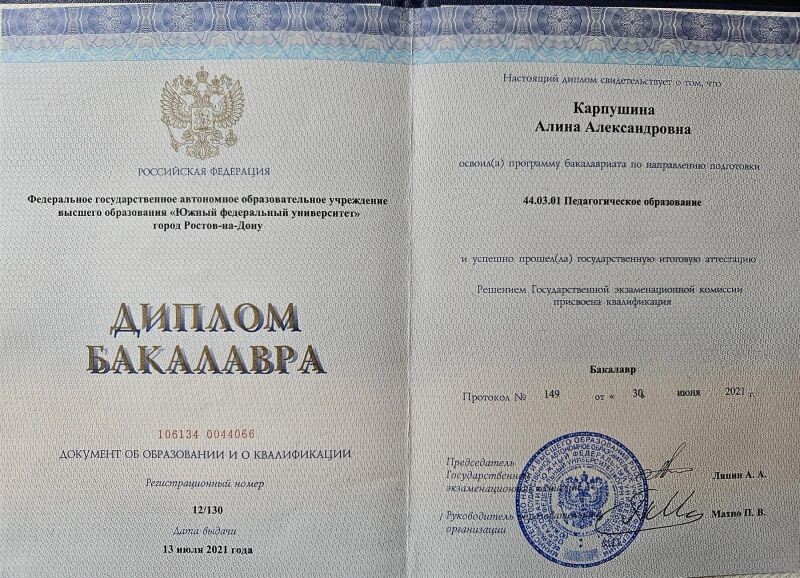 РОССИЙСКАЯ ФЕДЕРАЦИЯ
Федеральное государственное автономное образовательное учреждение
высшего образования «Южный федеральный университет»
город Ростов-на-Дону
ДИПЛОМ
БАКАЛАВРА
106134 0044066
ДОКУМЕНТ ОБ ОБРАЗОВАНИИ И О КВАЛИФИКАЦИИ
Регистрационный номер
12/130
Дата выдачи
13 июля 2021 года
Настоящий диплом свидетельствует о том, что
Карпушина
Алина Александровна
освоил(а) программу бакалавриата по направлению подготовки
44.03.01 Педагогическое образование
и успешно прошел(ла) государственную итоговую аттестацию
Решением Государственной экзаменационной комиссии
присвоена квалификация
Бакалавр
Протокол № 149 от « 30 июня 2021 г.
Председатель
Государственной
экзаменационной
Ляпин А. А.
Руководитель образовательной
организации
Махно П. В.